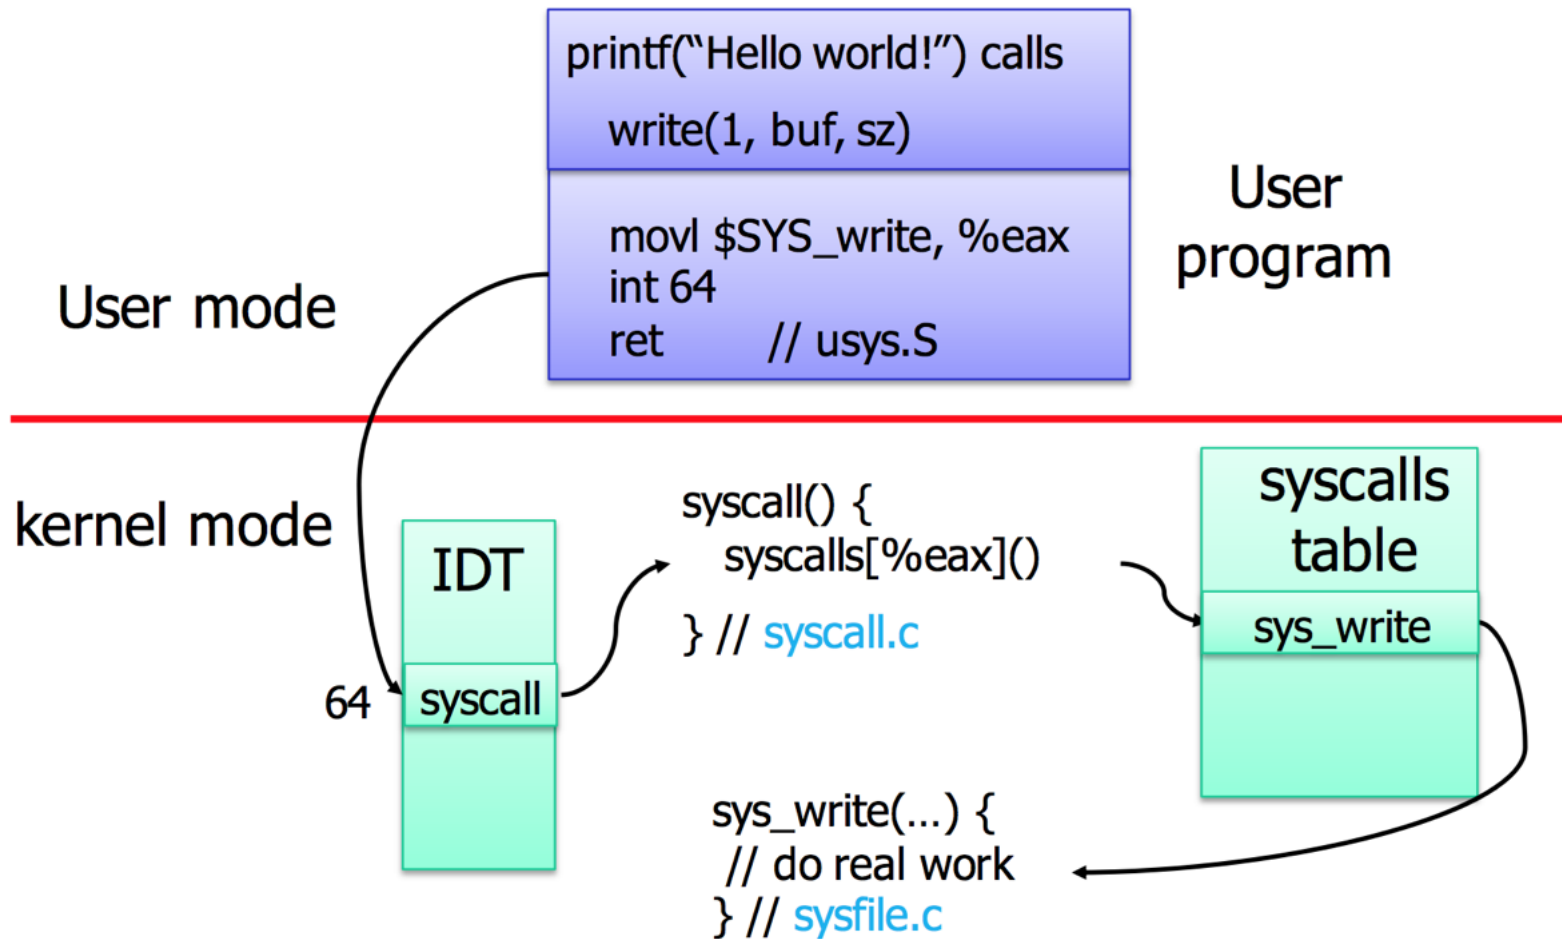 printf(“Hello world!”) calls
write(1, buf, sz)
movl $SYS_write, %eax
int 64
ret // usys.S
User
program
User mode
kernel mode
IDT
64
syscall
syscall() {
syscalls[%eax]()
} // syscall.c
syscalls
table
sys_write
sys_write(...) {
// do real work
} // sysfile.c